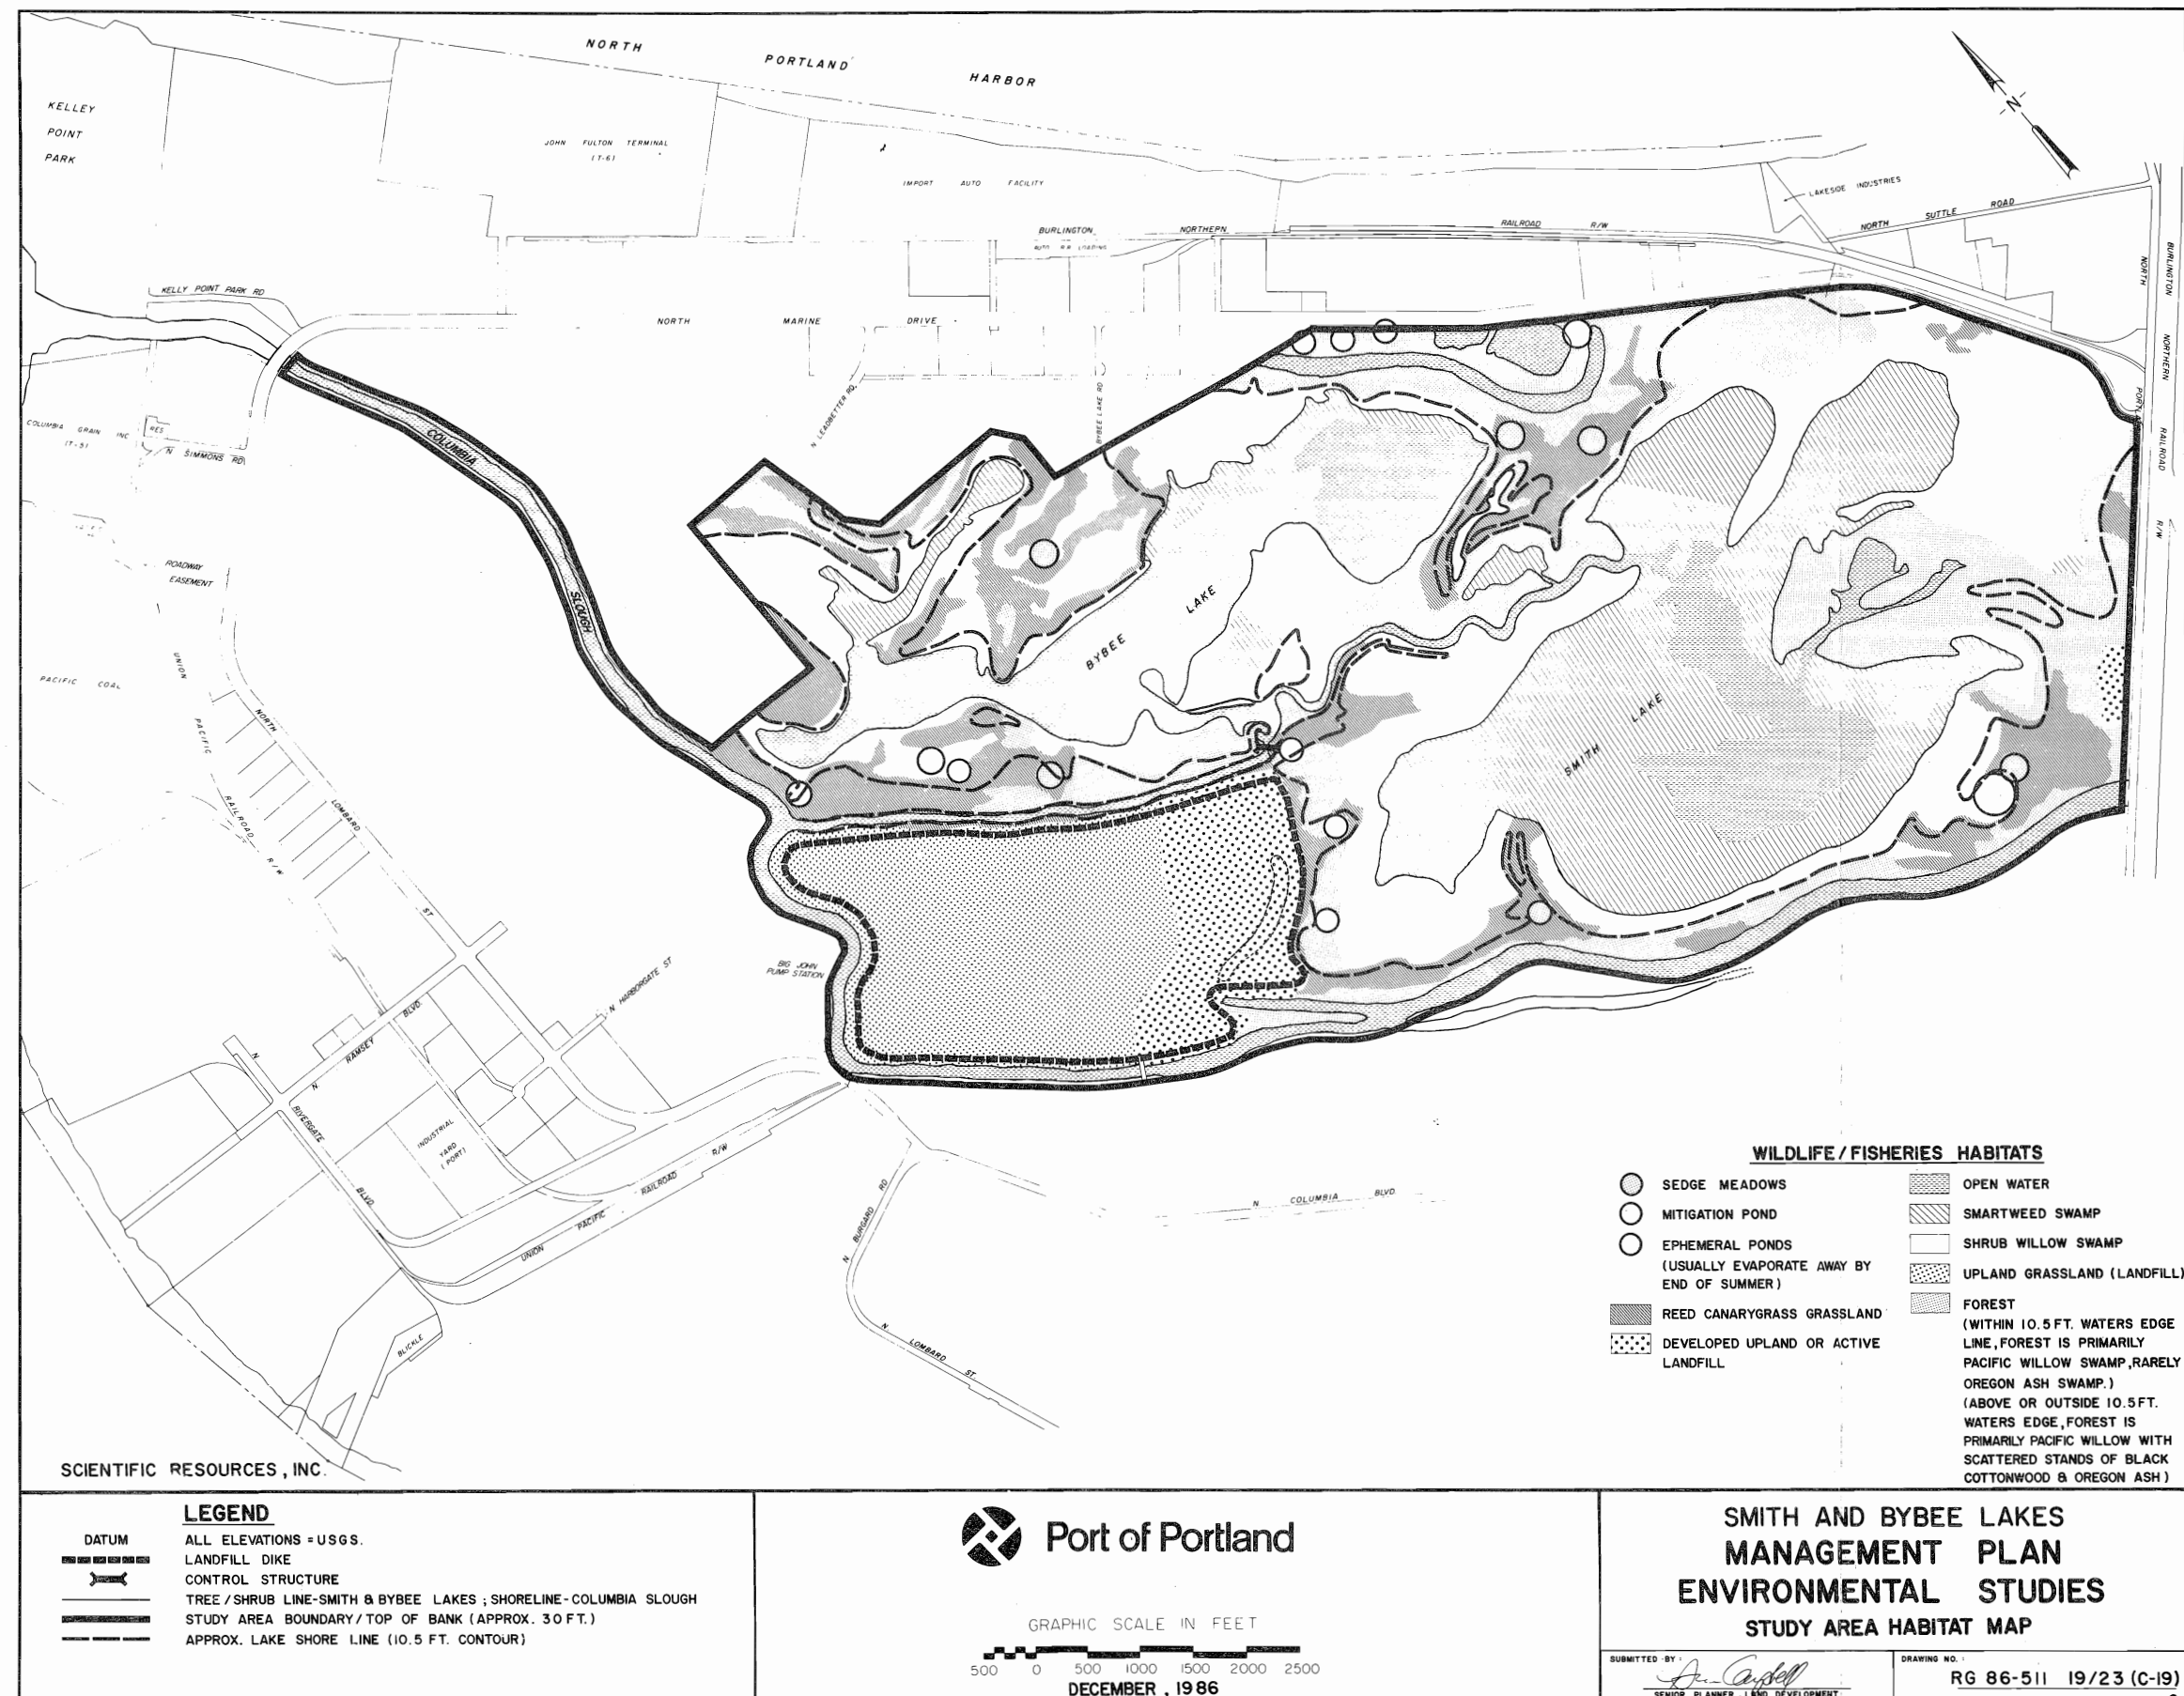 NORTH PORTLAND HARBOR
KELLEY
POINT
PARK
JOHN FULTON TERMINAL
(T-6)
IMPORT AUTO FACILITY
LAKESIDE INDUSTRIES
NORTH SUTTLE ROAD
N
BURLINGTON NORTHERN RAILROAD R/W
AUTO R.R. LOADING
KELLY POINT PARK RD
NORTH MARINE DRIVE
NORTH
BURLINGTON NORTHERN RAILROAD R/W
N LEADBETTER RD.
BYBEE LAKE RD
COLUMBIA GRAIN INC
(T-5)
RES
N SIMMONS RD
COLUMBIA
SLOUGH
ROADWAY
EASEMENT
PACIFIC COAL
UNION
PACIFIC
RAILROAD
R/W
NORTH
LOMBARD
ST
BYBEE LAKE
SMITH LAKE
BIG JOHN
PUMP STATION
N HARBORGATE ST
N RAMSEY BLVD.
N
RIVERGATE
BLVD.
INDUSTRIAL
YARD
(PORT)
UNION PACIFIC RAILROAD R/W
BLICKLE
N BURGARD RD
N COLUMBIA BLVD.
N LOMBARD ST
WILDLIFE/FISHERIES HABITATS
SEDGE MEADOWS
MITIGATION POND
EPHEMERAL PONDS
(USUALLY EVAPORATE AWAY BY
END OF SUMMER)
REED CANARYGRASS GRASSLAND
DEVELOPED UPLAND OR ACTIVE
LANDFILL
OPEN WATER
SMARTWEED SWAMP
SHRUB WILLOW SWAMP
UPLAND GRASSLAND (LANDFILL)
FOREST
(WITHIN 10.5 FT. WATERS EDGE
LINE, FOREST IS PRIMARILY
PACIFIC WILLOW SWAMP, RARELY
OREGON ASH SWAMP.)
(ABOVE OR OUTSIDE 10.5 FT.
WATERS EDGE, FOREST IS
PRIMARILY PACIFIC WILLOW WITH
SCATTERED STANDS OF BLACK
COTTONWOOD & OREGON ASH)
SCIENTIFIC RESOURCES, INC.
LEGEND
DATUM ALL ELEVATIONS = USGS.
LANDFILL DIKE
CONTROL STRUCTURE
TREE / SHRUB LINE-SMITH & BYBEE LAKES ; SHORELINE-COLUMBIA SLOUGH
STUDY AREA BOUNDARY / TOP OF BANK (APPROX. 30 FT.)
APPROX. LAKE SHORE LINE (10.5 FT. CONTOUR)
Port of Portland
GRAPHIC SCALE IN FEET
500 0 500 1000 1500 2000 2500
DECEMBER, 1986
SMITH AND BYBEE LAKES
MANAGEMENT PLAN
ENVIRONMENTAL STUDIES
STUDY AREA HABITAT MAP
SUBMITTED BY:
SENIOR PLANNER, LAND DEVELOPMENT
DRAWING NO.:
RG 86-511 19/23 (C-19)